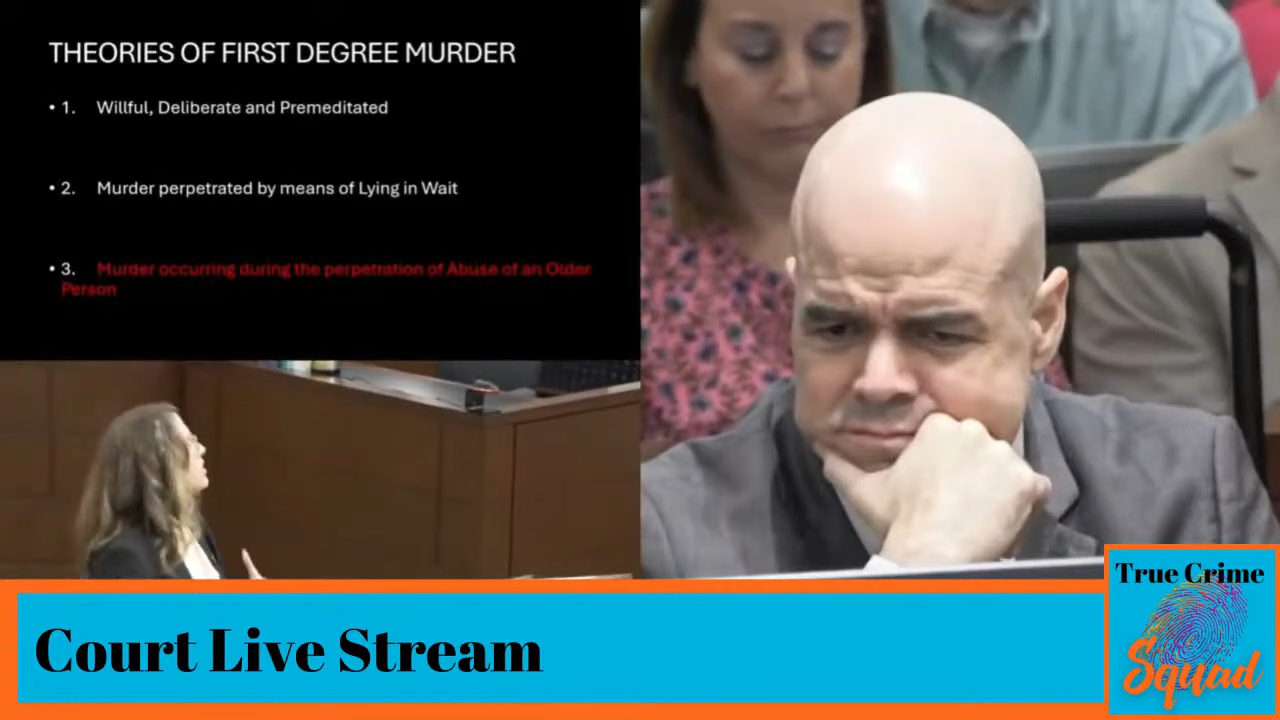 THEORIES OF FIRST DEGREE MURDER
• 1. Willful, Deliberate and Premeditated
• 2. Murder perpetrated by means of Lying in Wait
• 3. Murder occurring during the perpetration of Abuse of an Older
Person
Court Live Stream
True Crime
Squad